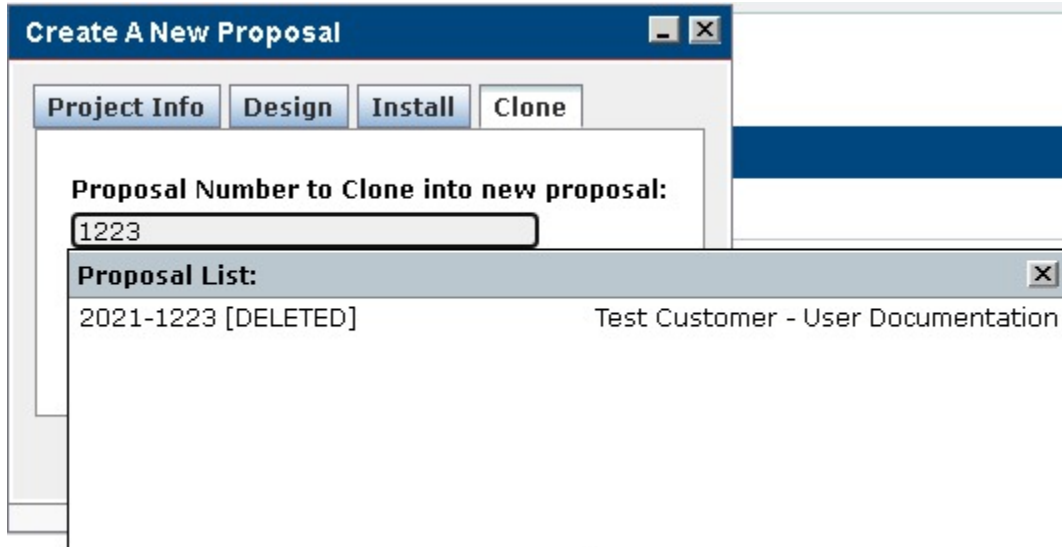 Create A New Proposal
Project Info Design Install Clone
Proposal Number to Clone into new proposal:
1223
Proposal List:
2021-1223 [DELETED] Test Customer - User Documentation